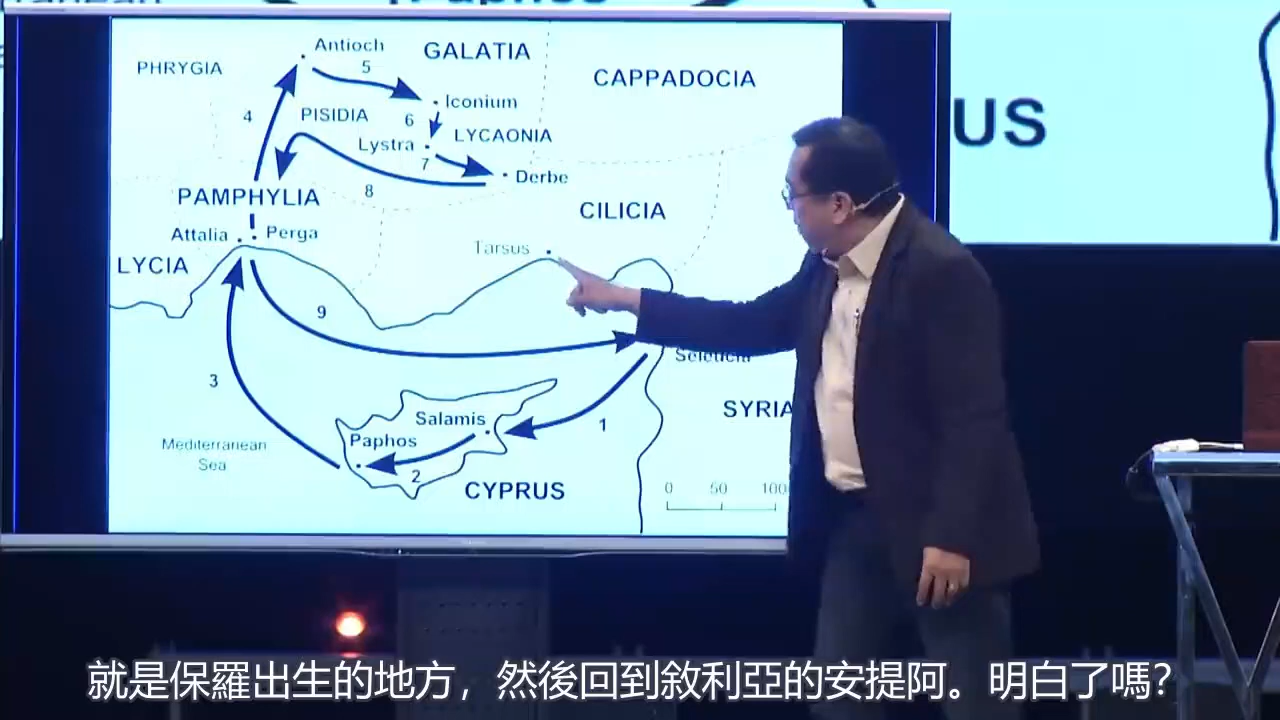 Antioch
GALATIA
5
PHRYGIA
CAPPADOCIA
Iconium
4
PISIDIA
6
LYCAONIA
Lystra
7
Derbe
8
PAMPHYLIA
CILICIA
Attalia
Perga
Tarsus
LYCIA
9
3
SYRIA
Salamis
1
Paphos
Mediterranean
Sea
2
CYPRUS
0 50 100
US
就是保羅出生的地方，然後回到敘利亞的安提阿。明白了嗎？